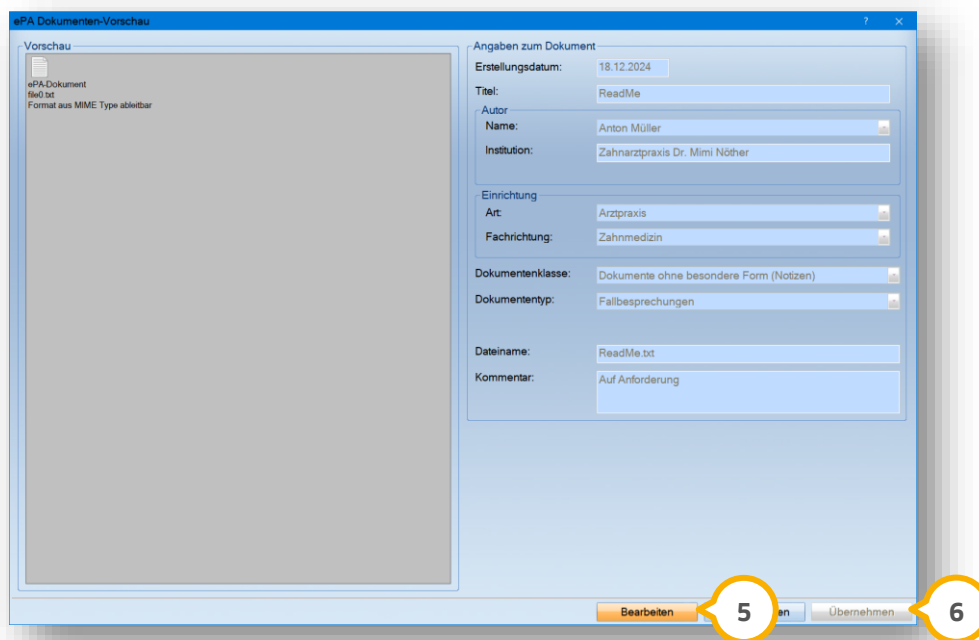 ePA Dokumenten-Vorschau
Vorschau
ePA-Dokument
file0.txt
Format aus MIME Type ableitbar
Angaben zum Dokument
Erstellungsdatum: 18.12.2024
Titel: ReadMe
Autor
Name: Anton Müller
Institution: Zahnarztpraxis Dr. Mimi Nöther
Einrichtung
Art: Arztpraxis
Fachrichtung: Zahnmedizin
Dokumentenklasse: Dokumente ohne besondere Form (Notizen)
Dokumententyp: Fallbesprechungen
Dateiname: ReadMe.txt
Kommentar: Auf Anforderung
Bearbeiten 5 en Übernehmen 6